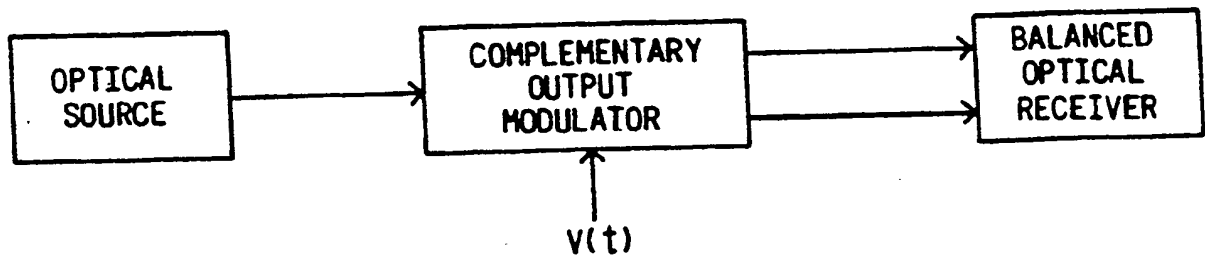 OPTICAL
SOURCE
COMPLEMENTARY
OUTPUT
MODULATOR
BALANCED
OPTICAL
RECEIVER
V(t)